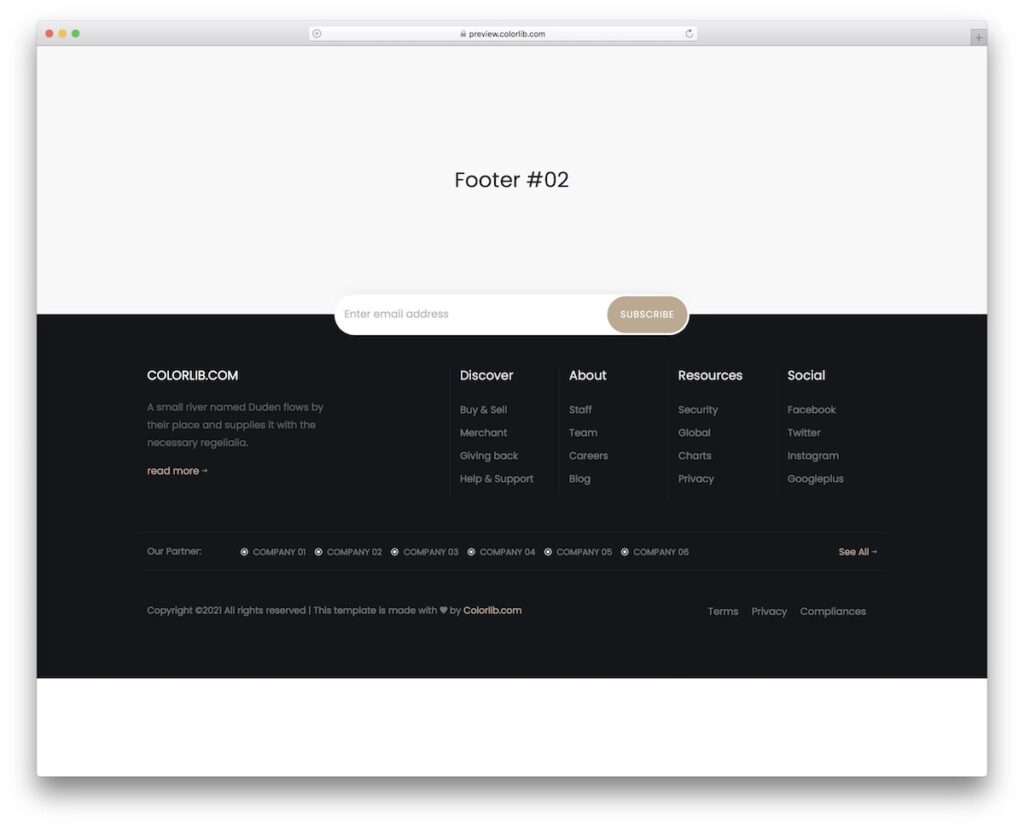 preview.colorlib.com
Footer #02
Enter email address
SUBSCRIBE
COLORLIB.COM
A small river named Duden flows by
their place and supplies it with the
necessary regelialia.
read more →
Discover
Buy & Sell
Merchant
Giving back
Help & Support
About
Staff
Team
Careers
Blog
Resources
Security
Global
Charts
Privacy
Social
Facebook
Twitter
Instagram
Googleplus
Our Partner: COMPANY 01 COMPANY 02 COMPANY 03 COMPANY 04 COMPANY 05 COMPANY 06 See All →
Copyright ©2021 All rights reserved | This template is made with ♥ by Colorlib.com
Terms Privacy Compliances